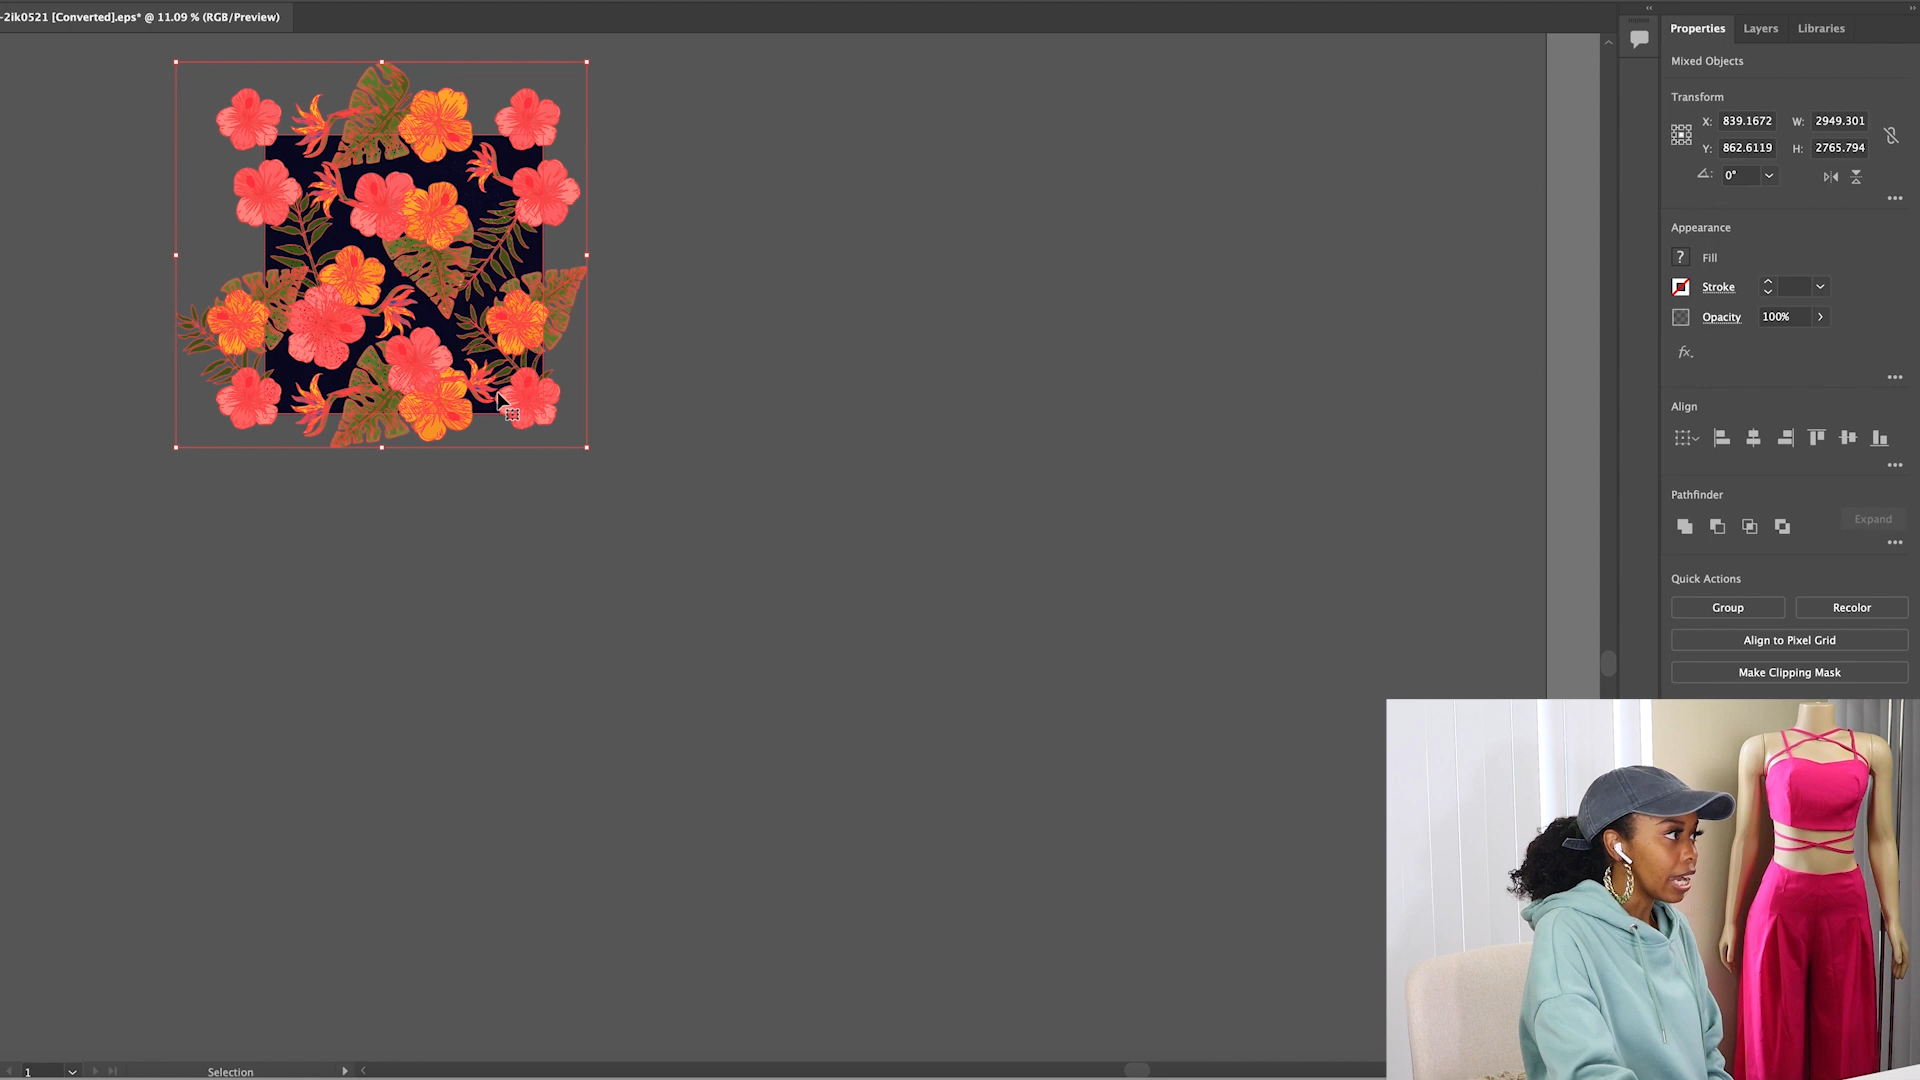 -2ik0521 [Converted].eps* @ 11.09 % (RGB/Preview)
Properties
Layers
Libraries
Mixed Objects
Transform
X: 839.1672 W: 2949.301
Y: 862.6119 H: 2765.794
0°
Appearance
? Fill
Stroke
Opacity 100%
fx.
Align
Pathfinder
Expand
Quick Actions
Group
Recolor
Align to Pixel Grid
Make Clipping Mask
1
Selection